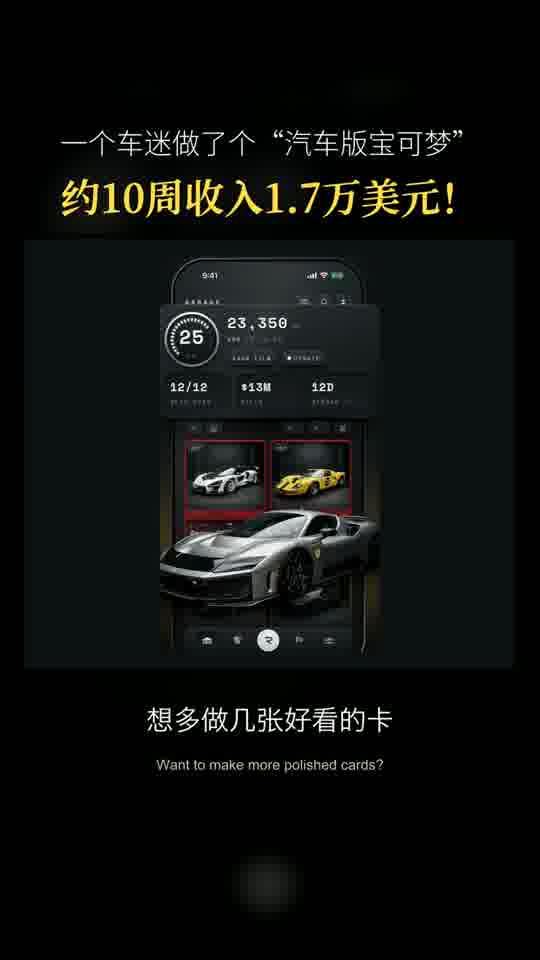 一个车迷做了个“汽车版宝可梦”
约10周收入1.7万美元！
9:41
GARAGE
23,350
25
12/12
$13M
12D
想多做几张好看的卡
Want to make more polished cards?